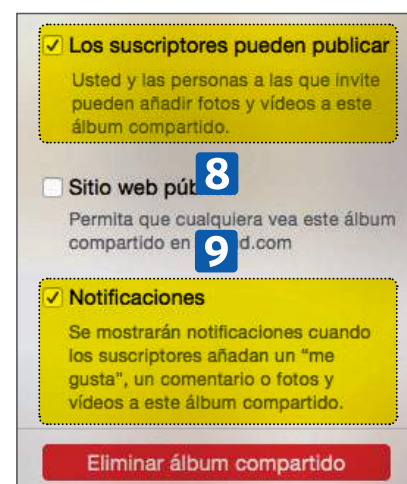 Los suscriptores pueden publicar
Usted y las personas a las que invite
pueden añadir fotos y vídeos a este
álbum compartido.
8
Sitio web
Permita que cualquiera vea este álbum
compartido en
9
Notificaciones
Se mostrarán notificaciones cuando
los suscriptores añadan un “me
gusta”, un comentario o fotos y
vídeos a este álbum compartido.
Eliminar álbum compartido